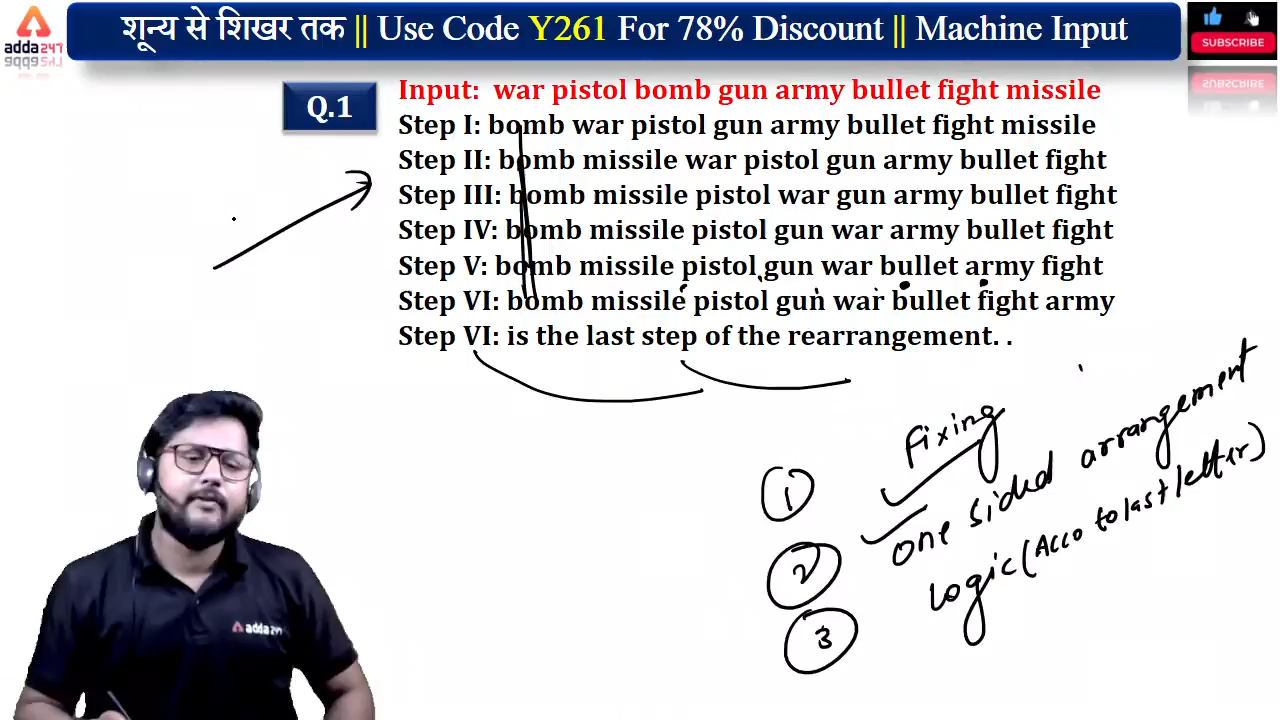 adda247
शून्य से शिखर तक || Use Code Y261 For 78% Discount || Machine Input
SUBSCRIBE
Q.1
Input: war pistol bomb gun army bullet fight missile
Step I: bomb war pistol gun army bullet fight missile
Step II: bomb missile war pistol gun army bullet fight
Step III: bomb missile pistol war gun army bullet fight
Step IV: bomb missile pistol gun war army bullet fight
Step V: bomb missile pistol gun war bullet army fight
Step VI: bomb missile pistol gun war bullet fight army
Step VI: is the last step of the rearrangement. .
1 Fixing
2 one sided arrangement
3 Logic (Acco to last letter)
adda247